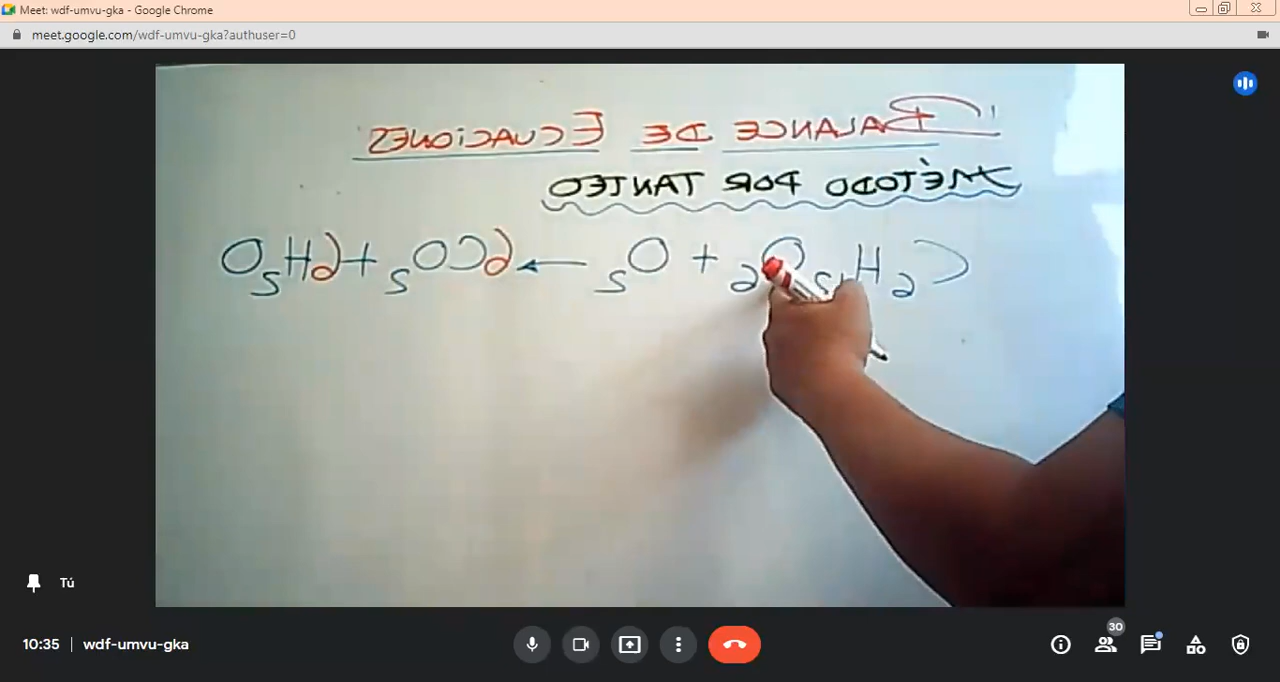 Meet: wdf-umvu-gka - Google Chrome
meet.google.com/wdf-umvu-gka?authuser=0
BALANCE DE ECUACIONES
MÉTODO POR TANTEO
C6H12O6 + O2 → 6CO2 + 6H2O
Tú
10:35 | wdf-umvu-gka
30